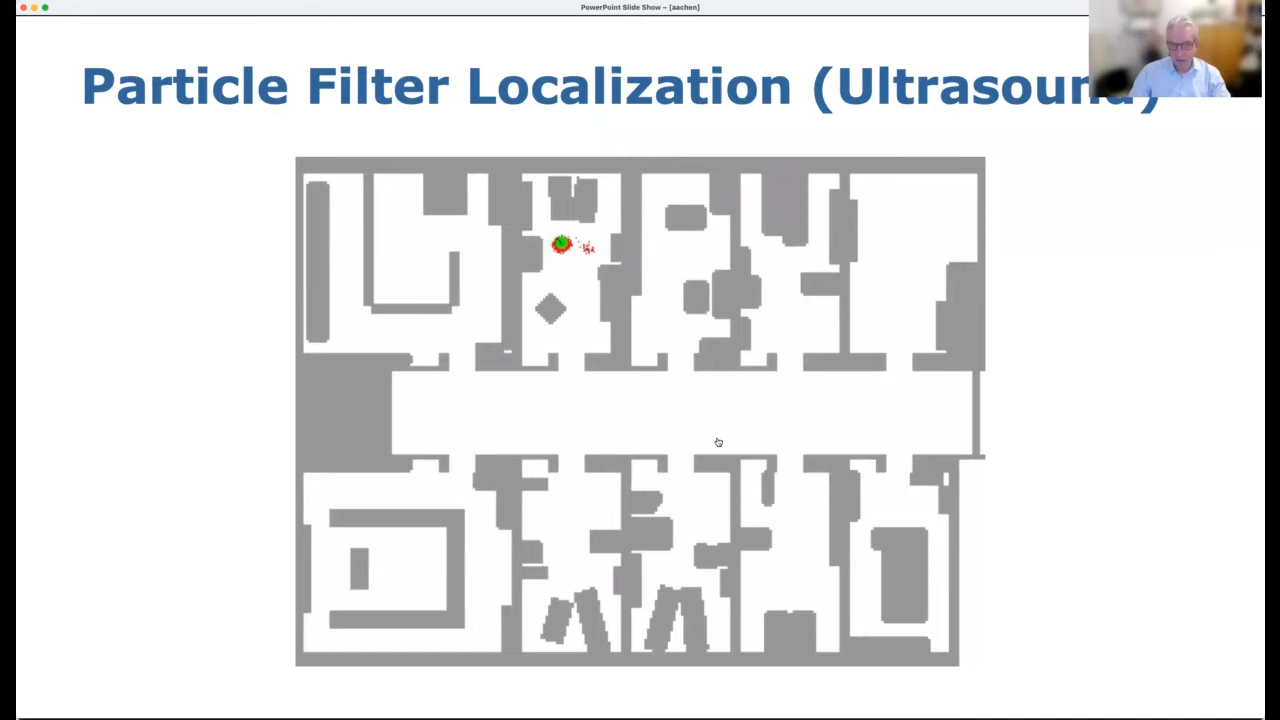 PowerPoint Slide Show – [aachen]
Particle Filter Localization (Ultrasound)